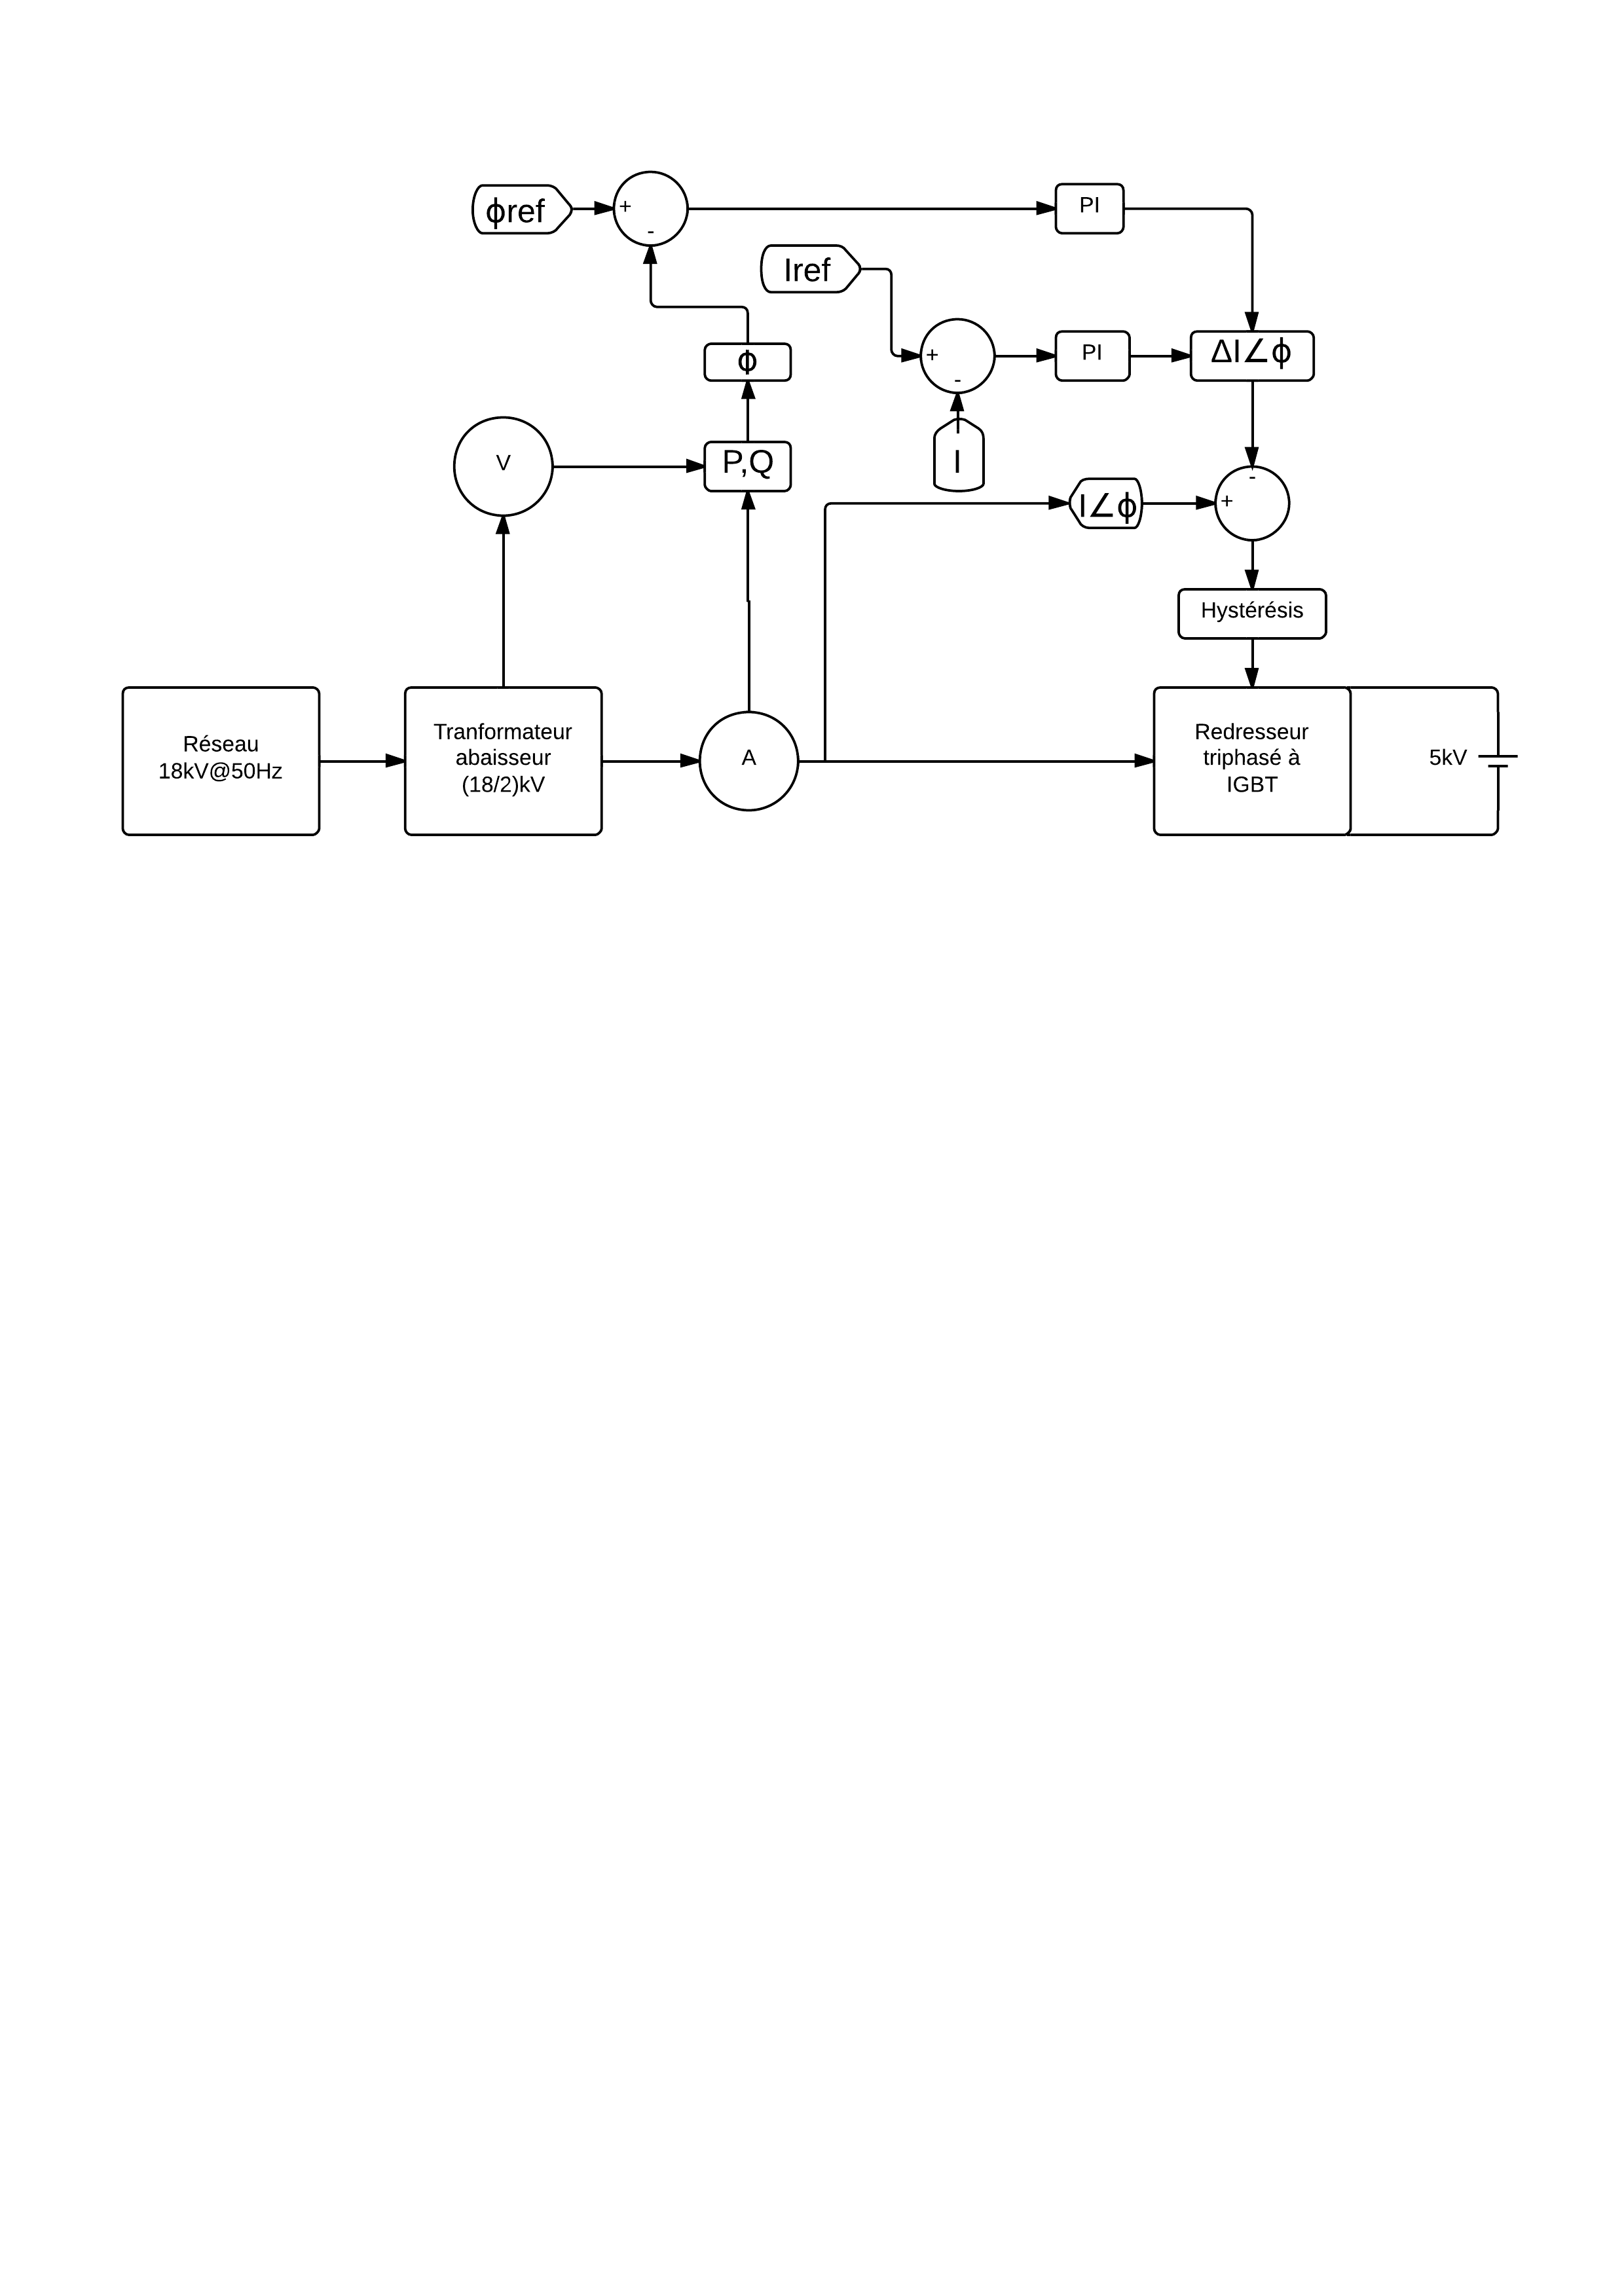 ϕref
+
-
PI
Iref
+
-
PI
ΔI∠ϕ
ϕ
V
P,Q
I
I∠ϕ
-
+
Hystérésis
Réseau
18kV@50Hz
Tranformateur
abaisseur
(18/2)kV
A
Redresseur
triphasé à
IGBT
5kV